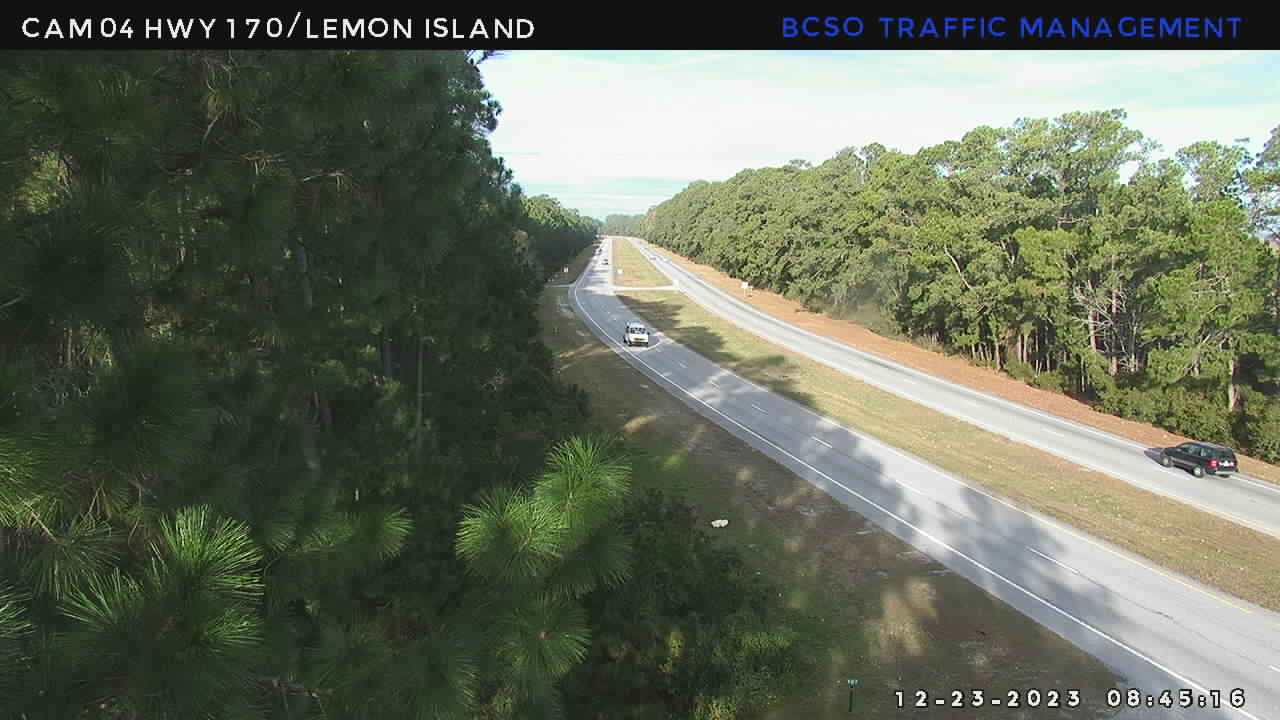 CAM04 HWY 170/LEMON ISLAND
BCSO TRAFFIC MANAGEMENT
12-23-2023 08:45:16